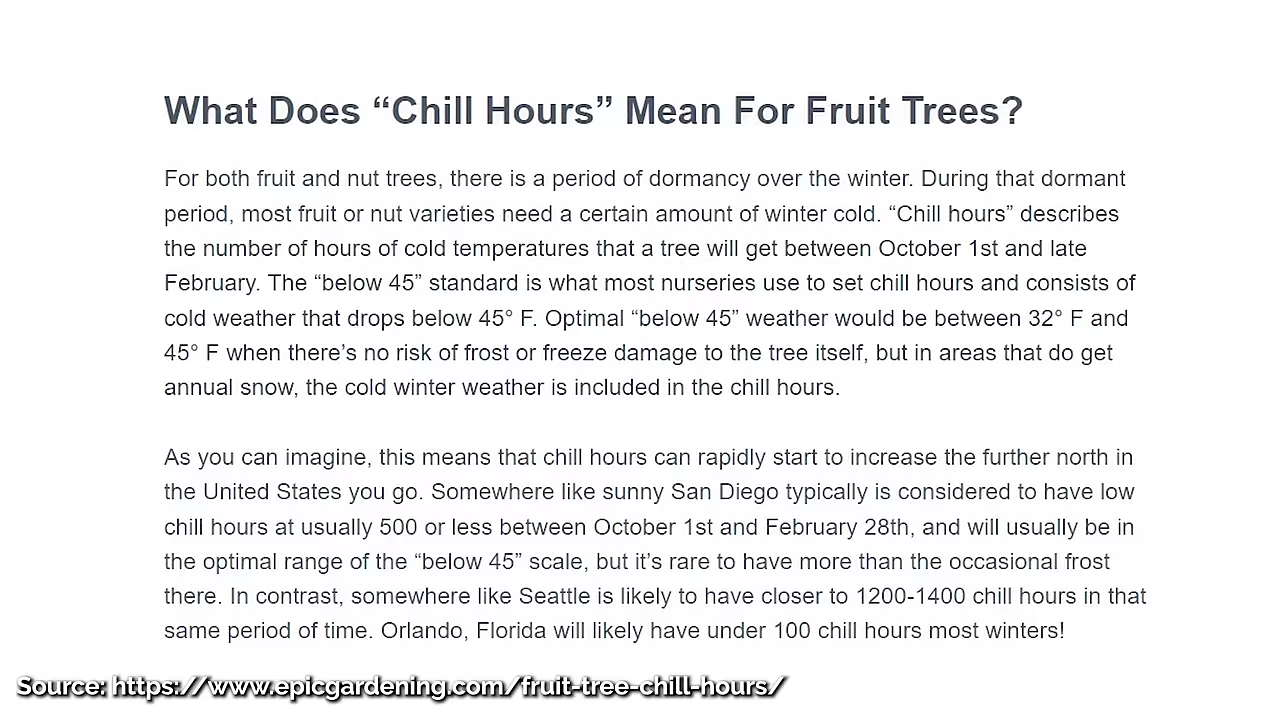 What Does “Chill Hours” Mean For Fruit Trees?
For both fruit and nut trees, there is a period of dormancy over the winter. During that dormant
period, most fruit or nut varieties need a certain amount of winter cold. “Chill hours” describes
the number of hours of cold temperatures that a tree will get between October 1st and late
February. The “below 45” standard is what most nurseries use to set chill hours and consists of
cold weather that drops below 45° F. Optimal “below 45” weather would be between 32° F and
45° F when there’s no risk of frost or freeze damage to the tree itself, but in areas that do get
annual snow, the cold winter weather is included in the chill hours.
As you can imagine, this means that chill hours can rapidly start to increase the further north in
the United States you go. Somewhere like sunny San Diego typically is considered to have low
chill hours at usually 500 or less between October 1st and February 28th, and will usually be in
the optimal range of the “below 45” scale, but it’s rare to have more than the occasional frost
there. In contrast, somewhere like Seattle is likely to have closer to 1200-1400 chill hours in that
same period of time. Orlando, Florida will likely have under 100 chill hours most winters!
Source: https://www.epicgardening.com/fruit-tree-chill-hours/